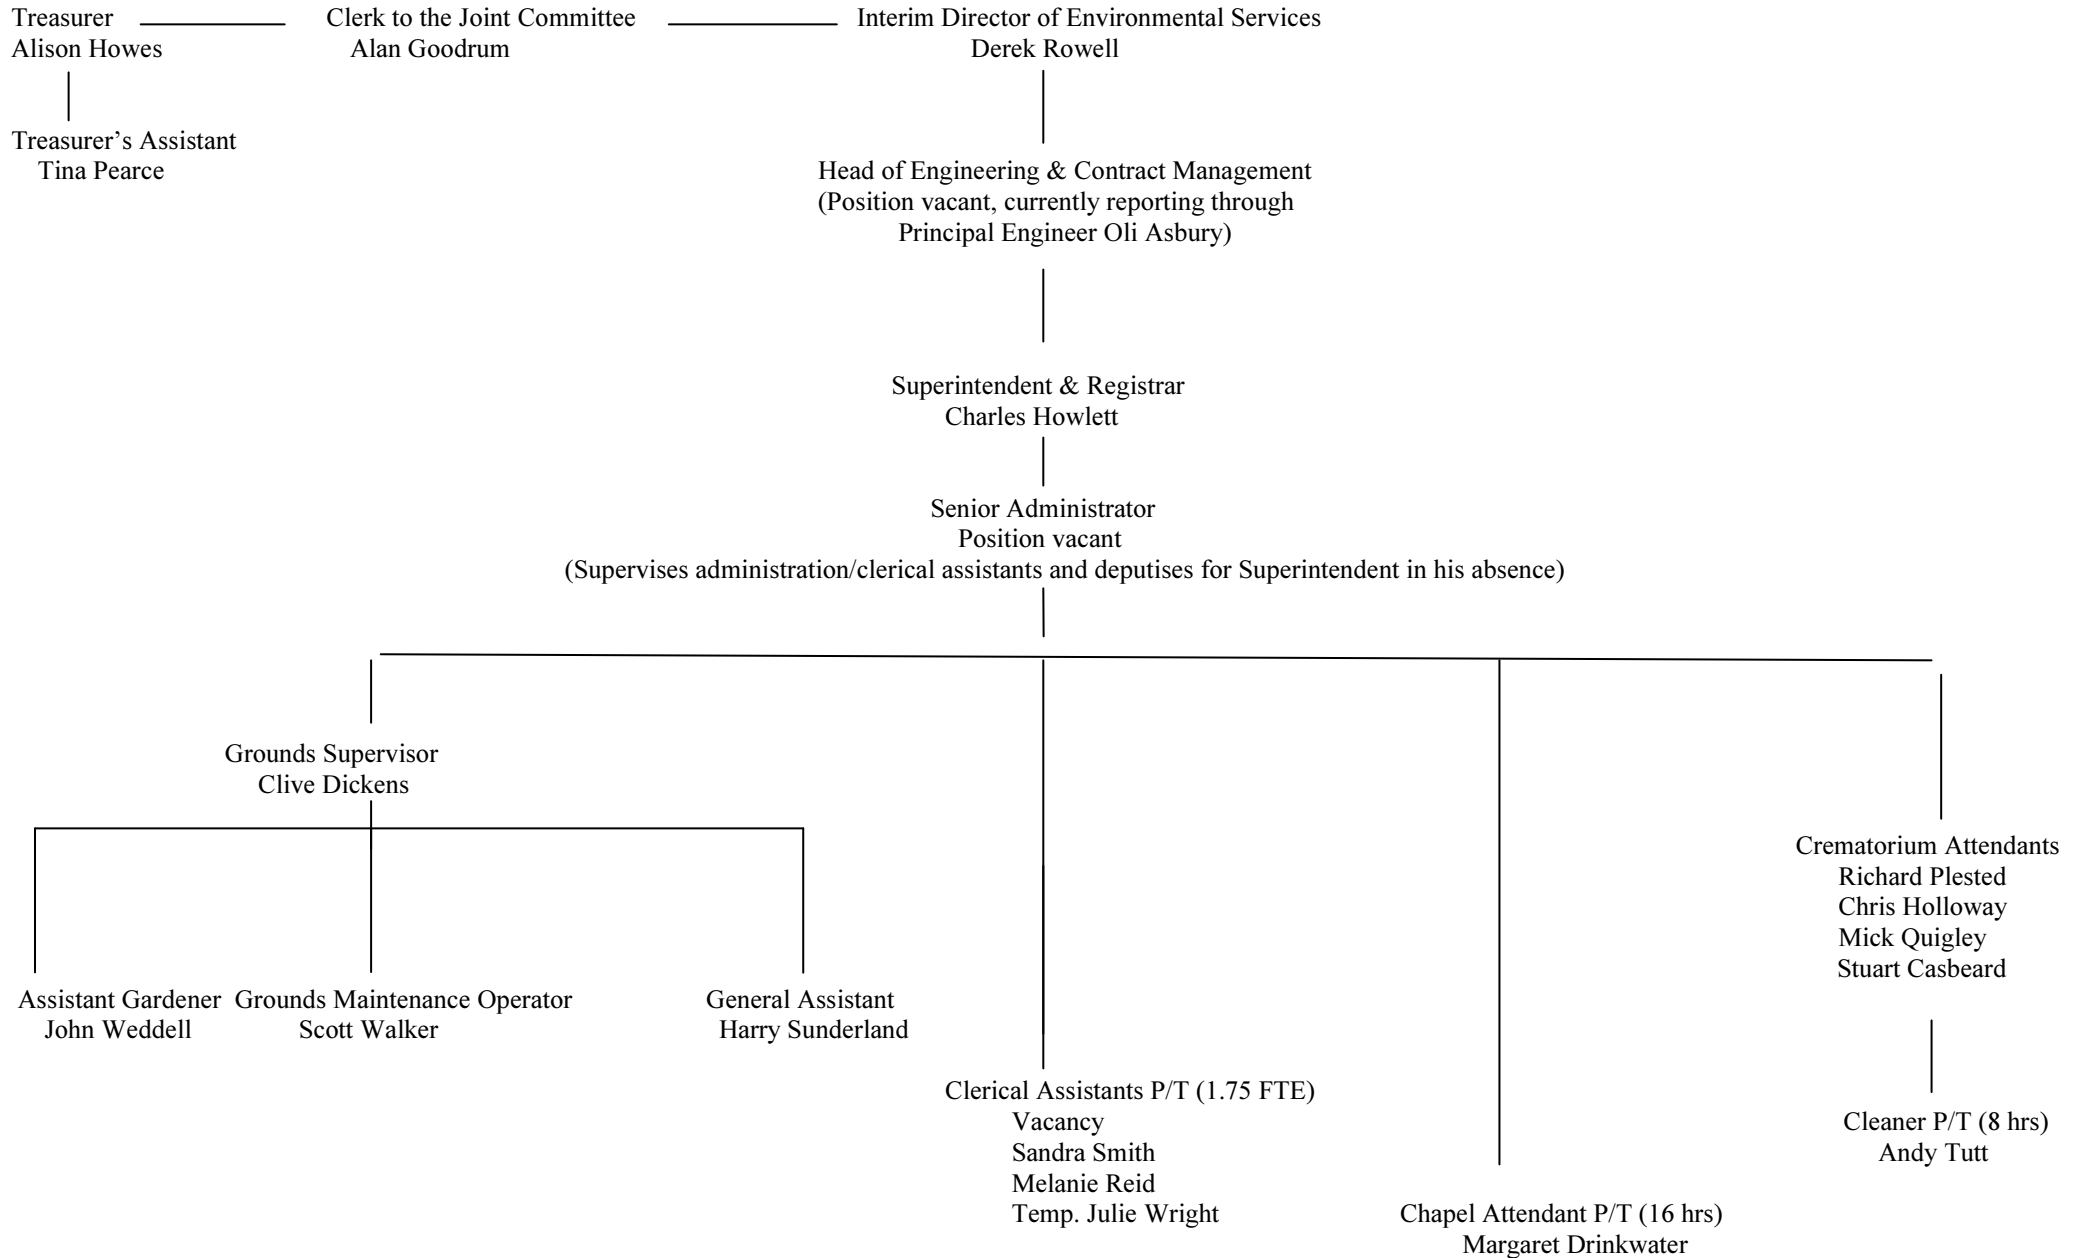 Treasurer
Alison Howes
Clerk to the Joint Committee
Alan Goodrum
Interim Director of Environmental Services
Derek Rowell
Treasurer’s Assistant
Tina Pearce
Head of Engineering & Contract Management
(Position vacant, currently reporting through
Principal Engineer Oli Asbury)
Superintendent & Registrar
Charles Howlett
Senior Administrator
Position vacant
(Supervises administration/clerical assistants and deputises for Superintendent in his absence)
Grounds Supervisor
Clive Dickens
Assistant Gardener
John Weddell
Grounds Maintenance Operator
Scott Walker
General Assistant
Harry Sunderland
Clerical Assistants P/T (1.75 FTE)
Vacancy
Sandra Smith
Melanie Reid
Temp. Julie Wright
Chapel Attendant P/T (16 hrs)
Margaret Drinkwater
Crematorium Attendants
Richard Plested
Chris Holloway
Mick Quigley
Stuart Casbeard
Cleaner P/T (8 hrs)
Andy Tutt